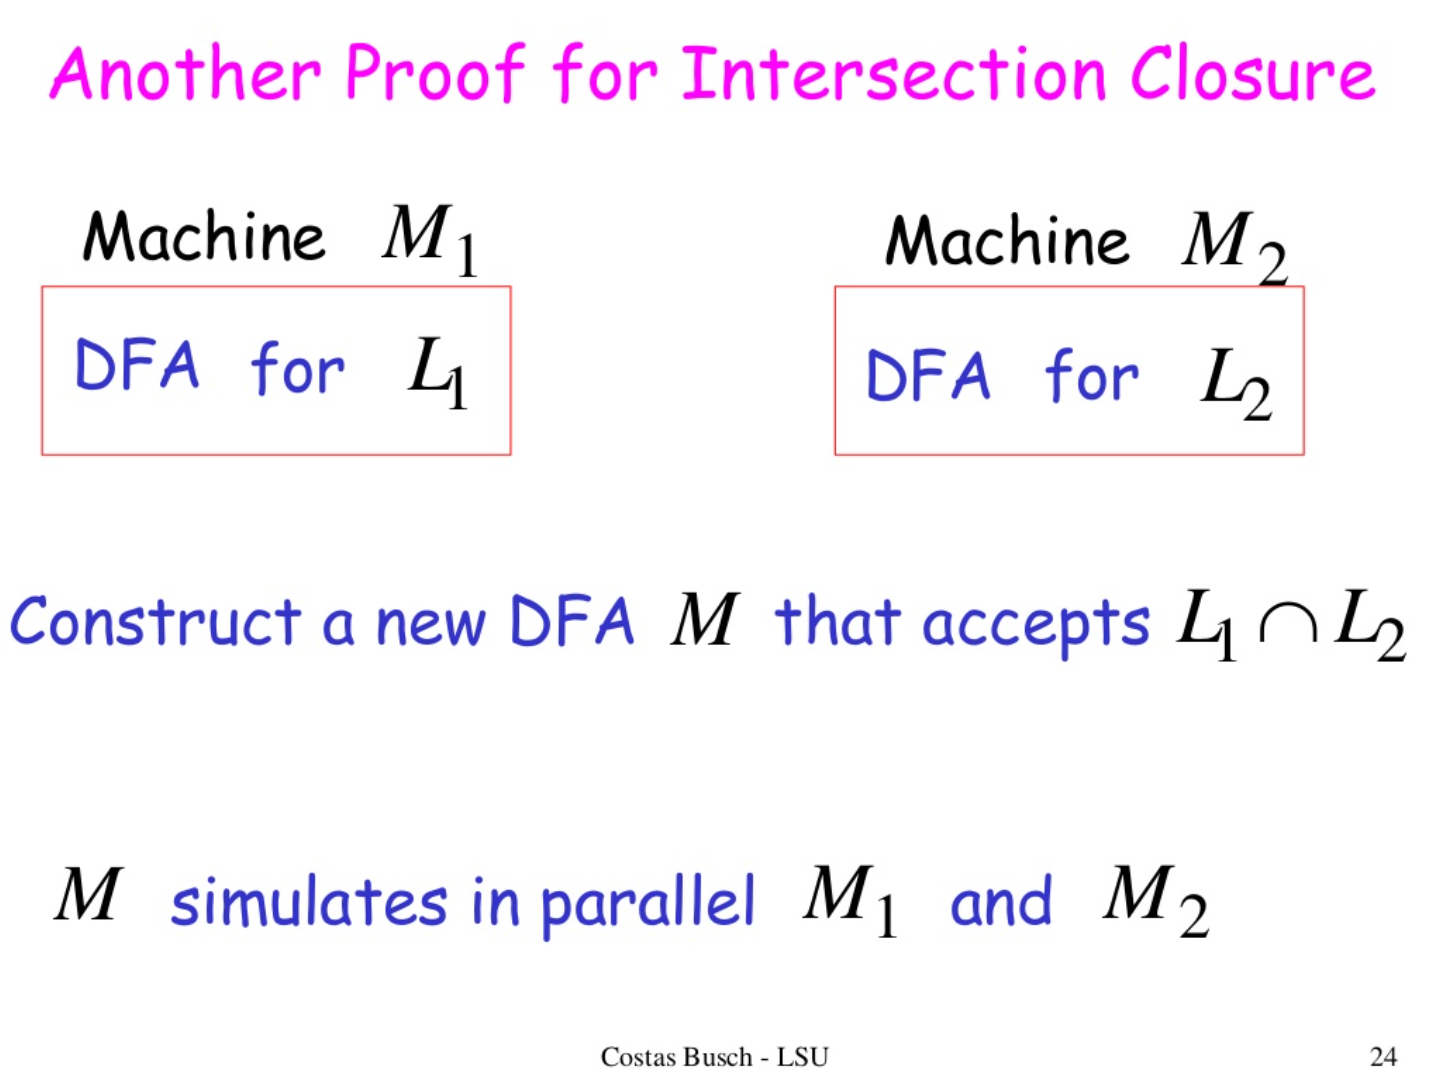 Another Proof for Intersection Closure
Machine M₁
Machine M₂
DFA for L₁
DFA for L₂
Construct a new DFA M that accepts L₁ ∩ L₂
M simulates in parallel M₁ and M₂
Costas Busch - LSU
24